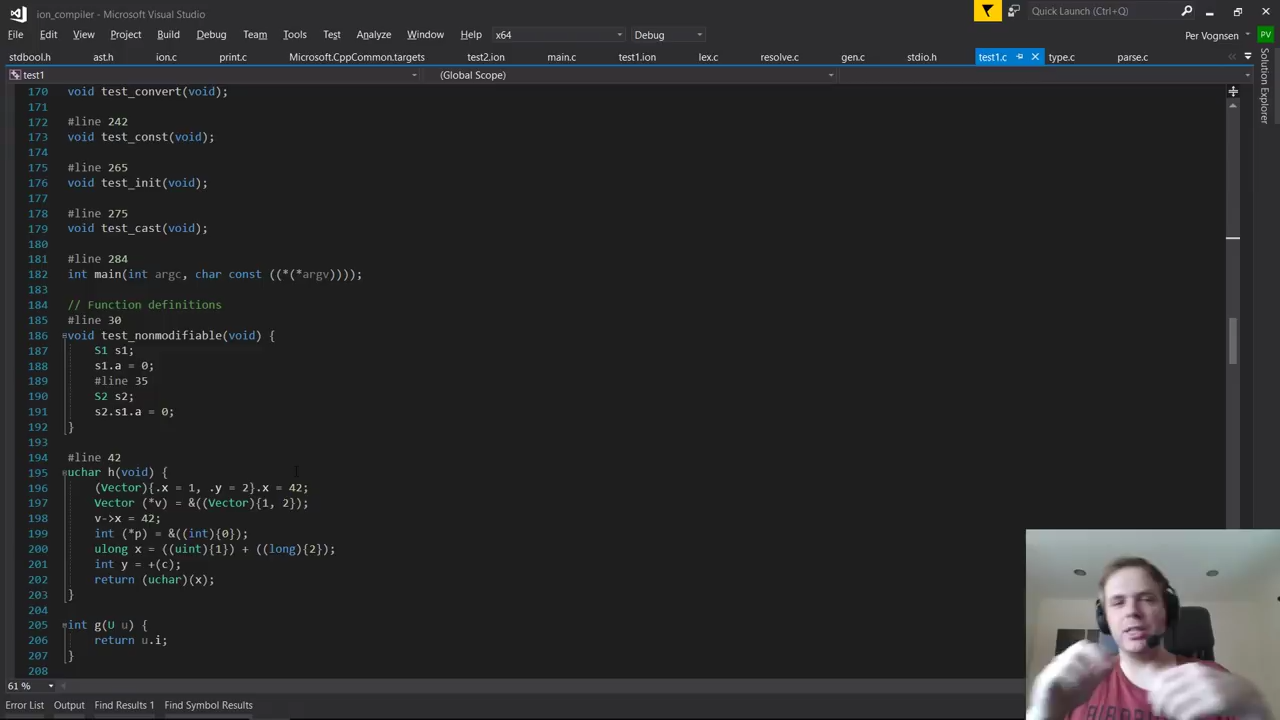 ion_compiler - Microsoft Visual Studio
Quick Launch (Ctrl+Q)
File Edit View Project Build Debug Team Tools Test Analyze Window Help x64 Debug
Per Vognsen PV
stdbool.h ast.h ion.c print.c Microsoft.CppCommon.targets test2.ion main.c test1.ion lex.c resolve.c gen.c stdio.h test1.c type.c parse.c
Solution Explorer
test1 (Global Scope)
170 void test_convert(void);
171
172 #line 242
173 void test_const(void);
174
175 #line 265
176 void test_init(void);
177
178 #line 275
179 void test_cast(void);
180
181 #line 284
182 int main(int argc, char const ((*(*argv))));
183
184 // Function definitions
185 #line 30
186 void test_nonmodifiable(void) {
187 S1 s1;
188 s1.a = 0;
189 #line 35
190 S2 s2;
191 s2.s1.a = 0;
192 }
193
194 #line 42
195 uchar h(void) {
196 (Vector){.x = 1, .y = 2}.x = 42;
197 Vector (*v) = &((Vector){1, 2});
198 v->x = 42;
199 int (*p) = &((int){0});
200 ulong x = ((uint){1}) + ((long){2});
201 int y = +(c);
202 return (uchar)(x);
203 }
204
205 int g(U u) {
206 return u.i;
207 }
208
61 %
Error List Output Find Results 1 Find Symbol Results